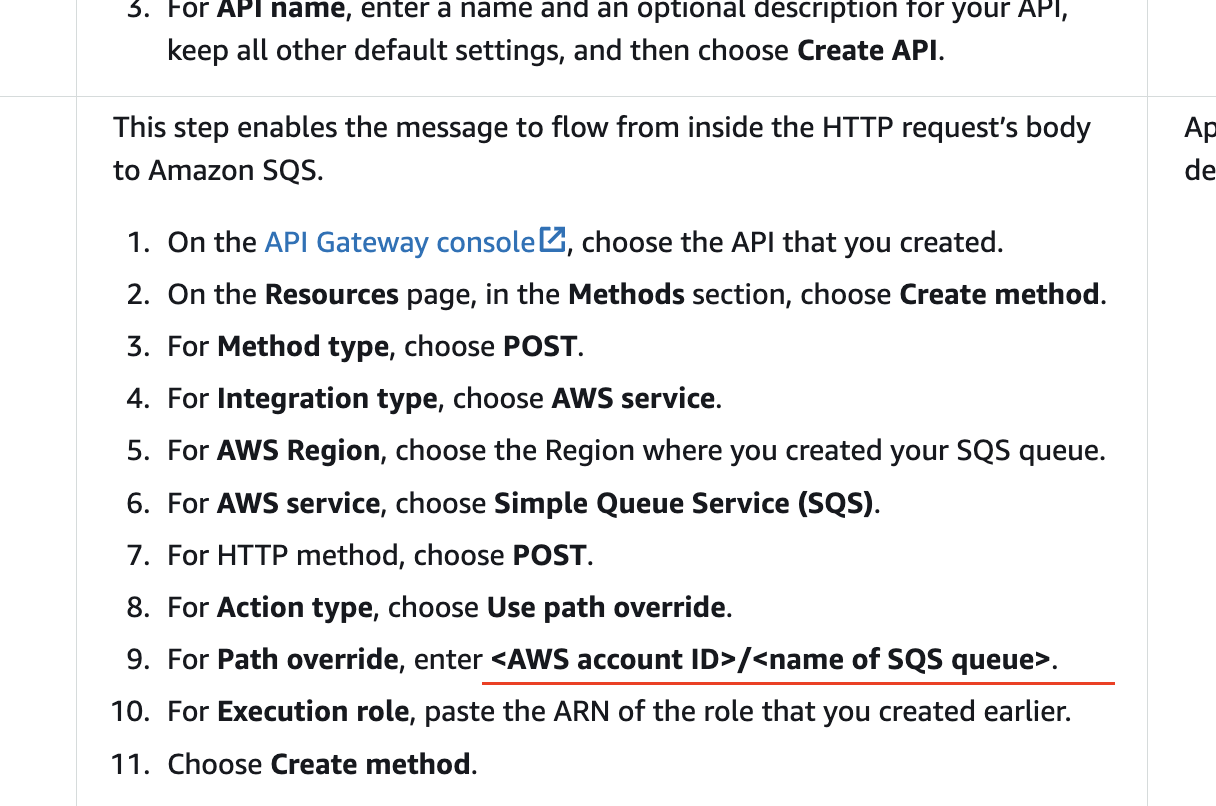 3. For API name, enter a name and an optional description for your API,
keep all other default settings, and then choose Create API.
This step enables the message to flow from inside the HTTP request’s body
to Amazon SQS.
1. On the API Gateway console, choose the API that you created.
2. On the Resources page, in the Methods section, choose Create method.
3. For Method type, choose POST.
4. For Integration type, choose AWS service.
5. For AWS Region, choose the Region where you created your SQS queue.
6. For AWS service, choose Simple Queue Service (SQS).
7. For HTTP method, choose POST.
8. For Action type, choose Use path override.
9. For Path override, enter <AWS account ID>/<name of SQS queue>.
10. For Execution role, paste the ARN of the role that you created earlier.
11. Choose Create method.